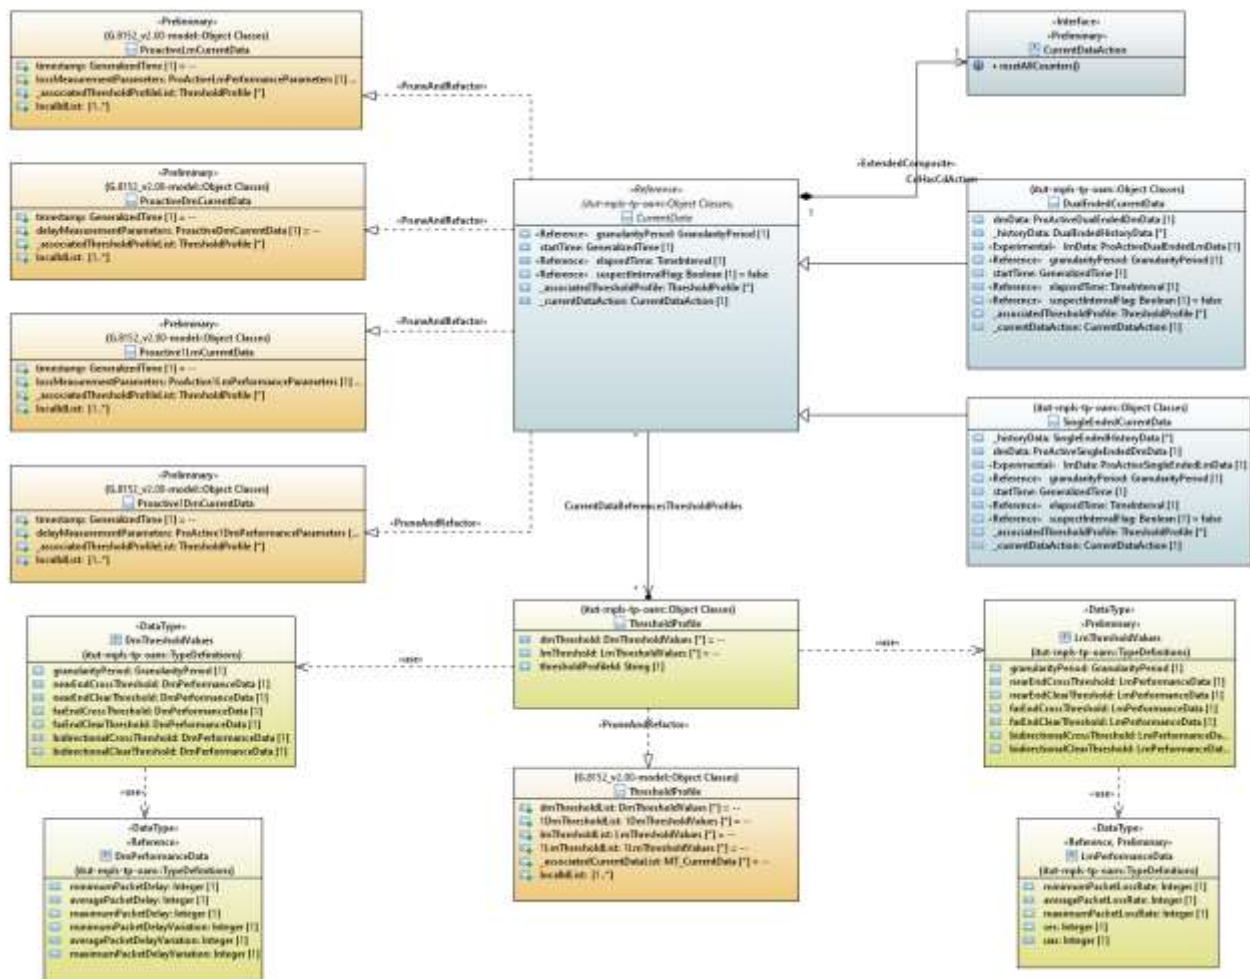 «Preliminary»
(G.8152_v2.00-model::Object Classes)
ProactiveLmCurrentData
timestamp: GeneralizedTime [1] = --
lossMeasurementParameters: ProActiveLmPerformanceParameters [1] ...
_associatedThresholdProfileList: ThresholdProfile [*]
localIdList: [1..*]
«PruneAndRefactor»
«Interface»
«Preliminary»
CurrentDataAction
+ resetAllCounters()
1
«Preliminary»
(G.8152_v2.00-model::Object Classes)
ProactiveDmCurrentData
timestamp: GeneralizedTime [1] = --
delayMeasurementParameters: ProactiveDmCurrentData [1] = --
_associatedThresholdProfileList: ThresholdProfile [*]
localIdList: [1..*]
«PruneAndRefactor»
«ExtendedComposite»
CdHasCdAction
1
«Reference»
(itut-mpls-tp-oam::Object Classes)
CurrentData
«Reference» granularityPeriod: GranularityPeriod [1]
startTime: GeneralizedTime [1]
«Reference» elapsedTime: TimeInterval [1]
«Reference» suspectIntervalFlag: Boolean [1] = false
_associatedThresholdProfile: ThresholdProfile [*]
_currentDataAction: CurrentDataAction [1]
(itut-mpls-tp-oam::Object Classes)
DualEndedCurrentData
dmData: ProActiveDualEndedDmData [1]
_historyData: DualEndedHistoryData [*]
«Experimental» lmData: ProActiveDualEndedLmData [1]
«Reference» granularityPeriod: GranularityPeriod [1]
startTime: GeneralizedTime [1]
«Reference» elapsedTime: TimeInterval [1]
«Reference» suspectIntervalFlag: Boolean [1] = false
_associatedThresholdProfile: ThresholdProfile [*]
_currentDataAction: CurrentDataAction [1]
«Preliminary»
(G.8152_v2.00-model::Object Classes)
Proactive1LmCurrentData
timestamp: GeneralizedTime [1] = --
lossMeasurementParameters: ProActive1LmPerformanceParameters [1] ...
_associatedThresholdProfileList: ThresholdProfile [*]
localIdList: [1..*]
«PruneAndRefactor»
(itut-mpls-tp-oam::Object Classes)
SingleEndedCurrentData
_historyData: SingleEndedHistoryData [*]
dmData: ProActiveSingleEndedDmData [1]
«Experimental» lmData: ProActiveSingleEndedLmData [1]
«Reference» granularityPeriod: GranularityPeriod [1]
startTime: GeneralizedTime [1]
«Reference» elapsedTime: TimeInterval [1]
«Reference» suspectIntervalFlag: Boolean [1] = false
_associatedThresholdProfile: ThresholdProfile [*]
_currentDataAction: CurrentDataAction [1]
«Preliminary»
(G.8152_v2.00-model::Object Classes)
Proactive1DmCurrentData
timestamp: GeneralizedTime [1] = --
delayMeasurementParameters: ProActive1DmPerformanceParameters [...
_associatedThresholdProfileList: ThresholdProfile [*]
localIdList: [1..*]
«PruneAndRefactor»
*
CurrentDataReferencesThresholdProfiles
*
(itut-mpls-tp-oam::Object Classes)
ThresholdProfile
dmThreshold: DmThresholdValues [*] = --
lmThreshold: LmThresholdValues [*] = --
thresholdProfileId: String [1]
«use»
«use»
«DataType»
DmThresholdValues
(itut-mpls-tp-oam::TypeDefinitions)
granularityPeriod: GranularityPeriod [1]
nearEndCrossThreshold: DmPerformanceData [1]
nearEndClearThreshold: DmPerformanceData [1]
farEndCrossThreshold: DmPerformanceData [1]
farEndClearThreshold: DmPerformanceData [1]
bidirectionalCrossThreshold: DmPerformanceData [1]
bidirectionalClearThreshold: DmPerformanceData [1]
«DataType»
«Preliminary»
LmThresholdValues
(itut-mpls-tp-oam::TypeDefinitions)
granularityPeriod: GranularityPeriod [1]
nearEndCrossThreshold: LmPerformanceData [1]
nearEndClearThreshold: LmPerformanceData [1]
farEndCrossThreshold: LmPerformanceData [1]
farEndClearThreshold: LmPerformanceData [1]
bidirectionalCrossThreshold: LmPerformanceDa...
bidirectionalClearThreshold: LmPerformanceDat...
«PruneAndRefactor»
«use»
«use»
(G.8152_v2.00-model::Object Classes)
ThresholdProfile
dmThresholdList: DmThresholdValues [*] = --
1DmThresholdList: 1DmThresholdValues [*] = --
lmThresholdList: LmThresholdValues [*] = --
1LmThresholdList: 1LmThresholdValues [*] = --
_associatedCurrentDataList: MT_CurrentData [*] = --
localIdList: [1..*]
«DataType»
«Reference»
DmPerformanceData
(itut-mpls-tp-oam::TypeDefinitions)
minimumPacketDelay: Integer [1]
averagePacketDelay: Integer [1]
maximumPacketDelay: Integer [1]
minimumPacketDelayVariation: Integer [1]
averagePacketDelayVariation: Integer [1]
maximumPacketDelayVariation: Integer [1]
«DataType»
«Reference, Preliminary»
LmPerformanceData
(itut-mpls-tp-oam::TypeDefinitions)
minimumPacketLossRate: Integer [1]
averagePacketLossRate: Integer [1]
maximumPacketLossRate: Integer [1]
ses: Integer [1]
uas: Integer [1]